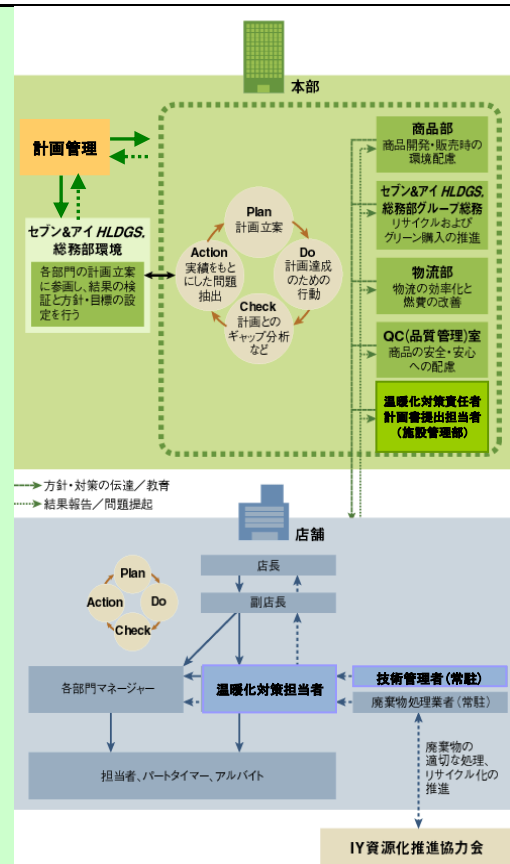 本部
計画管理
セブン&アイ HLDGS.
総務部環境
各部門の計画立案
に参画し、結果の検
証と方針・目標の設
定を行う
Plan
計画立案
Do
計画達成
のための
行動
Check
計画との
ギャップ分析
など
Action
実績をもと
にした問題
抽出
商品部
商品開発・販売時の
環境配慮
セブン&アイ HLDGS.
総務部グループ総務
リサイクルおよび
グリーン購入の推進
物流部
物流の効率化と
燃費の改善
QC(品質管理)室
商品の安全・安心
への配慮
温暖化対策責任者
計画書提出担当者
(施設管理部)
方針・対策の伝達/教育
結果報告/問題提起
店舗
Plan
Do
Check
Action
店長
副店長
各部門マネージャー
温暖化対策担当者
技術管理者(常駐)
廃棄物処理業者(常駐)
担当者、パートタイマー、アルバイト
廃棄物の
適切な処理、
リサイクル化の
推進
IY資源化推進協力会